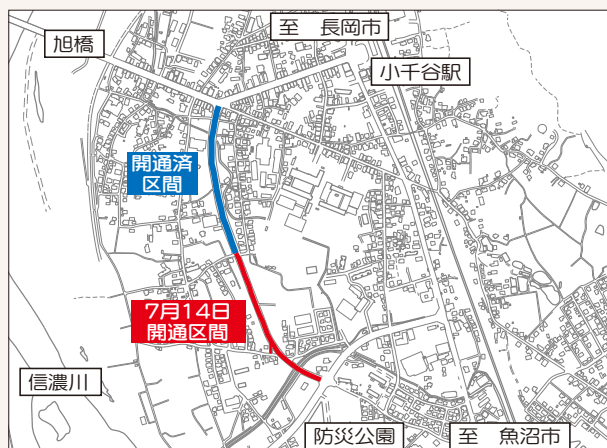 至　長岡市
旭橋
小千谷駅
開通済
区間
7月14日
開通区間
信濃川
防災公園
至　魚沼市